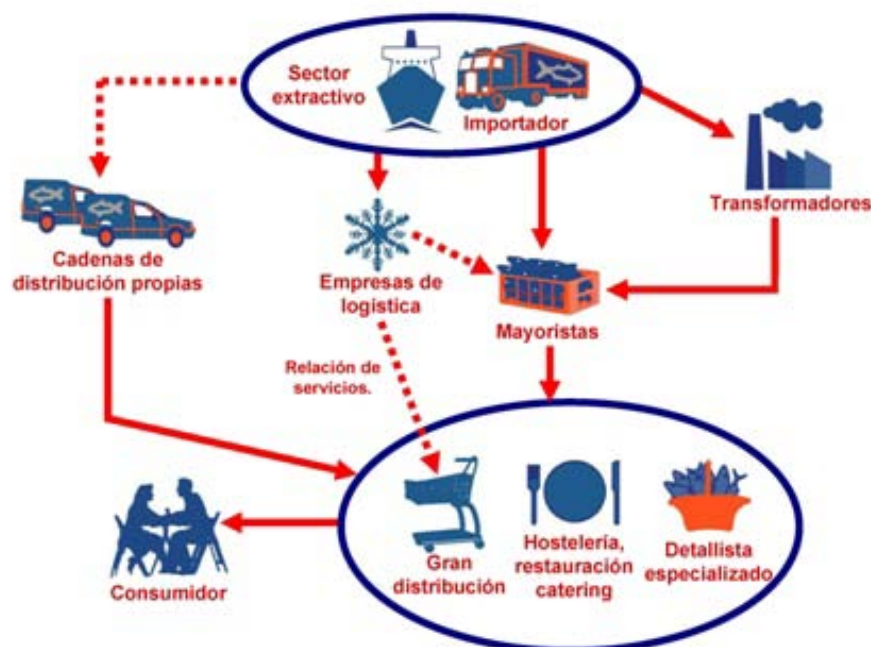 Sector
extractivo
Importador
Transformadores
Cadenas de
distribución propias
Empresas de
logística
Mayoristas
Relación de
servicios.
Gran
distribución
Hostelería,
restauración
catering
Detallista
especializado
Consumidor